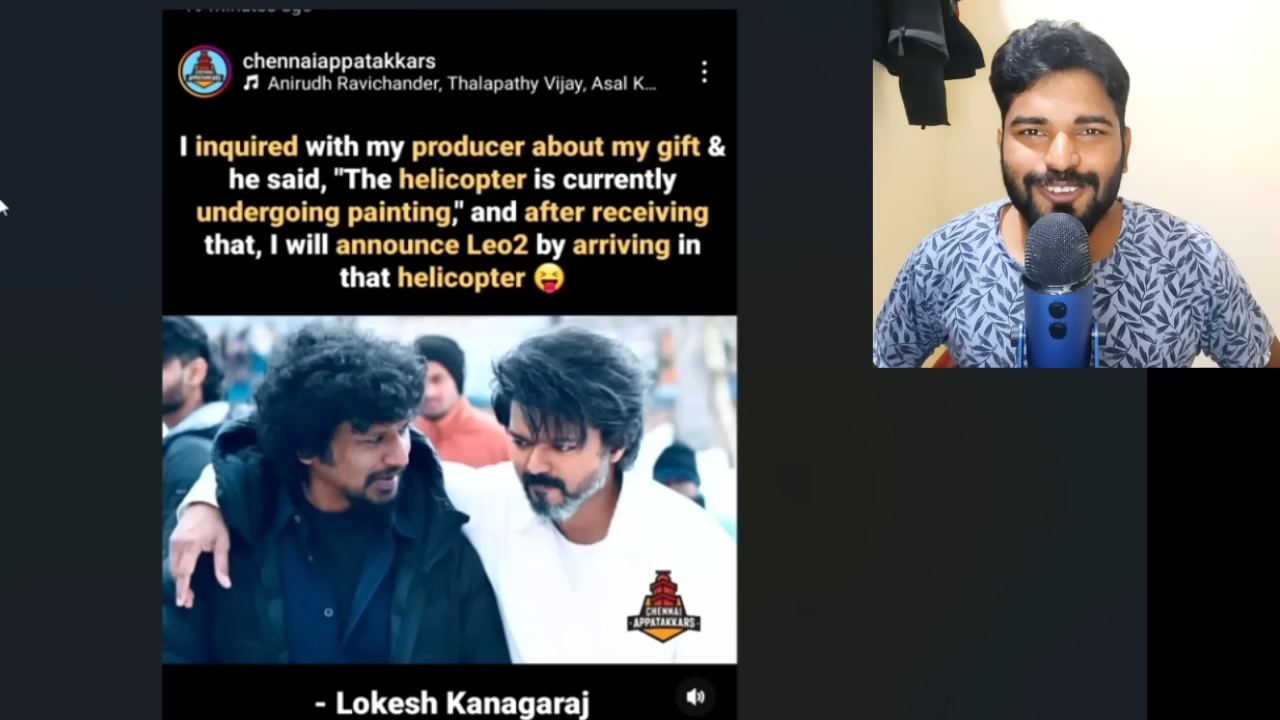 chennaiappatakkars
Anirudh Ravichander, Thalapathy Vijay, Asal K...
I inquired with my producer about my gift &
he said, "The helicopter is currently
undergoing painting," and after receiving
that, I will announce Leo2 by arriving in
that helicopter 😝
CHENNAI
APPATAKKARS
- Lokesh Kanagaraj